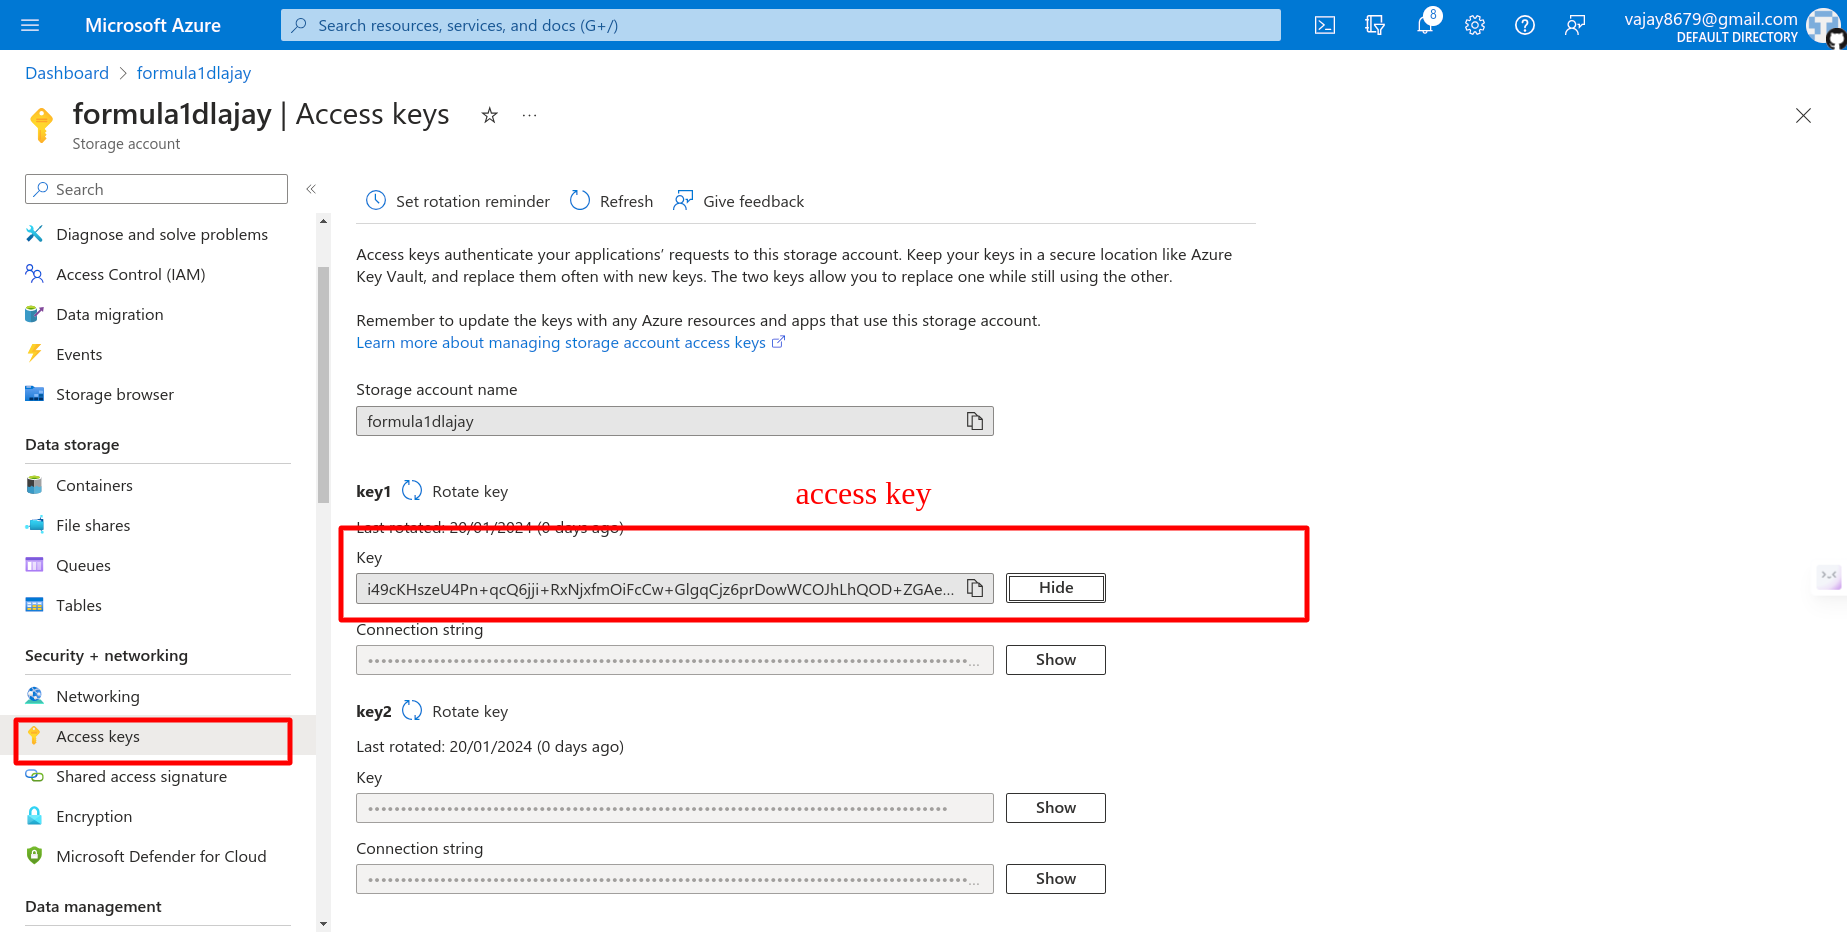 Microsoft Azure
Search resources, services, and docs (G+/)
8
vajay8679@gmail.com
DEFAULT DIRECTORY
Dashboard > formula1dlajay
formula1dlajay | Access keys
Storage account
Search
Diagnose and solve problems
Access Control (IAM)
Data migration
Events
Storage browser
Data storage
Containers
File shares
Queues
Tables
Security + networking
Networking
Access keys
Shared access signature
Encryption
Microsoft Defender for Cloud
Data management
Set rotation reminder Refresh Give feedback
Access keys authenticate your applications’ requests to this storage account. Keep your keys in a secure location like Azure
Key Vault, and replace them often with new keys. The two keys allow you to replace one while still using the other.
Remember to update the keys with any Azure resources and apps that use this storage account.
Learn more about managing storage account access keys
Storage account name
formula1dlajay
key1 Rotate key
access key
Last rotated: 20/01/2024 (0 days ago)
Key
i49cKHszeU4Pn+qcQ6jji+RxNjxfmOiFcCw+GlgqCjz6prDowWCOJhLhQOD+ZGAe...
Hide
Connection string
Show
key2 Rotate key
Last rotated: 20/01/2024 (0 days ago)
Key
Show
Connection string
Show